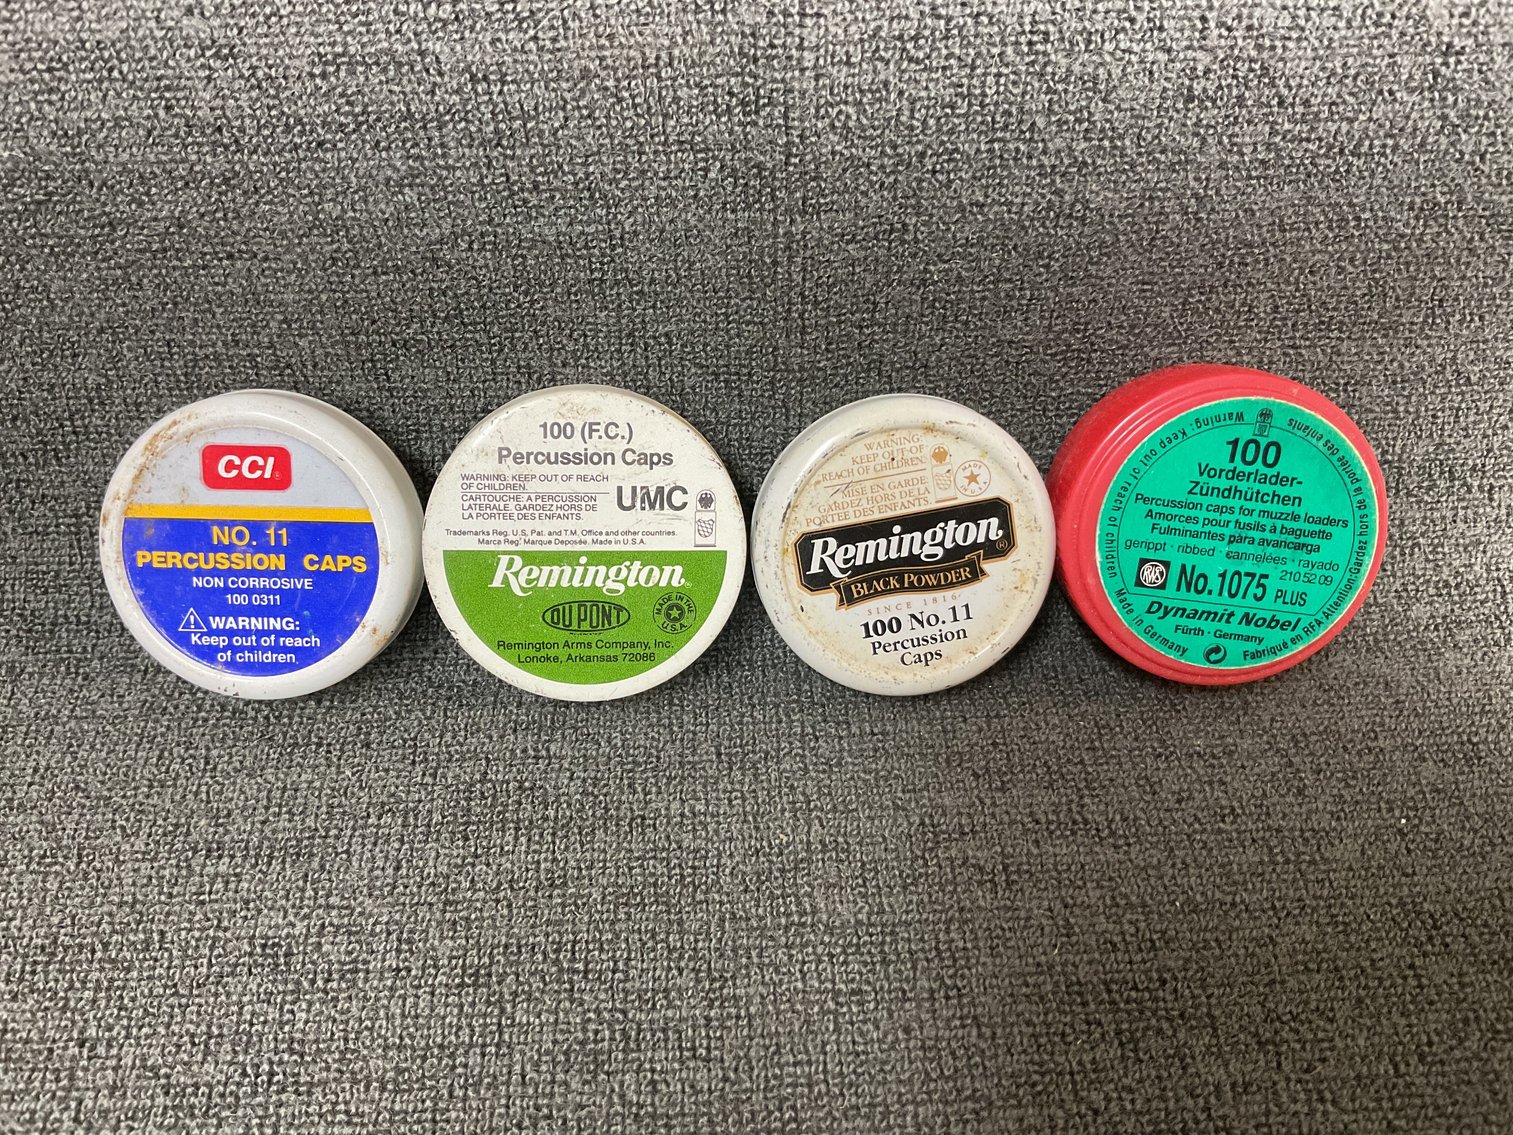 CCI
NO. 11
PERCUSSION CAPS
NON CORROSIVE
100 0311
WARNING:
Keep out of reach
of children
100 (F.C.)
Percussion Caps
WARNING: KEEP OUT OF REACH
OF CHILDREN.
CARTOUCHE: A PERCUSSION
LATERALE. GARDEZ HORS DE
LA PORTEE DES ENFANTS.
UMC
Trademarks Reg. U.S. Pat. and T.M. Office and other countries.
Marca Reg. Marque Deposée. Made in U.S.A.
Remington®
DU PONT
MADE IN THE U.S.A.
Remington Arms Company, Inc.
Lonoke, Arkansas 72086
WARNING:
KEEP OUT OF
REACH OF CHILDREN.
MISE EN GARDE
GARDEZ HORS DE LA
PORTEE DES ENFANTS
MADE
U.S.A.
Remington®
BLACK POWDER
SINCE 1816
100 No. 11
Percussion
Caps
Warning: Keep out of reach of children
100
Vorderlader-
Zündhütchen
Percussion caps for muzzle loaders
Amorces pour fusils à baguette
Fulminantes pàra avancarga
gerippt · ribbed · cannelées · rayado
210 52 09
RWS
No. 1075 PLUS
Dynamit Nobel
Fürth · Germany
Made in Germany
Fabriqué en RFA
Attention: Gardez hors de la portée des enfants